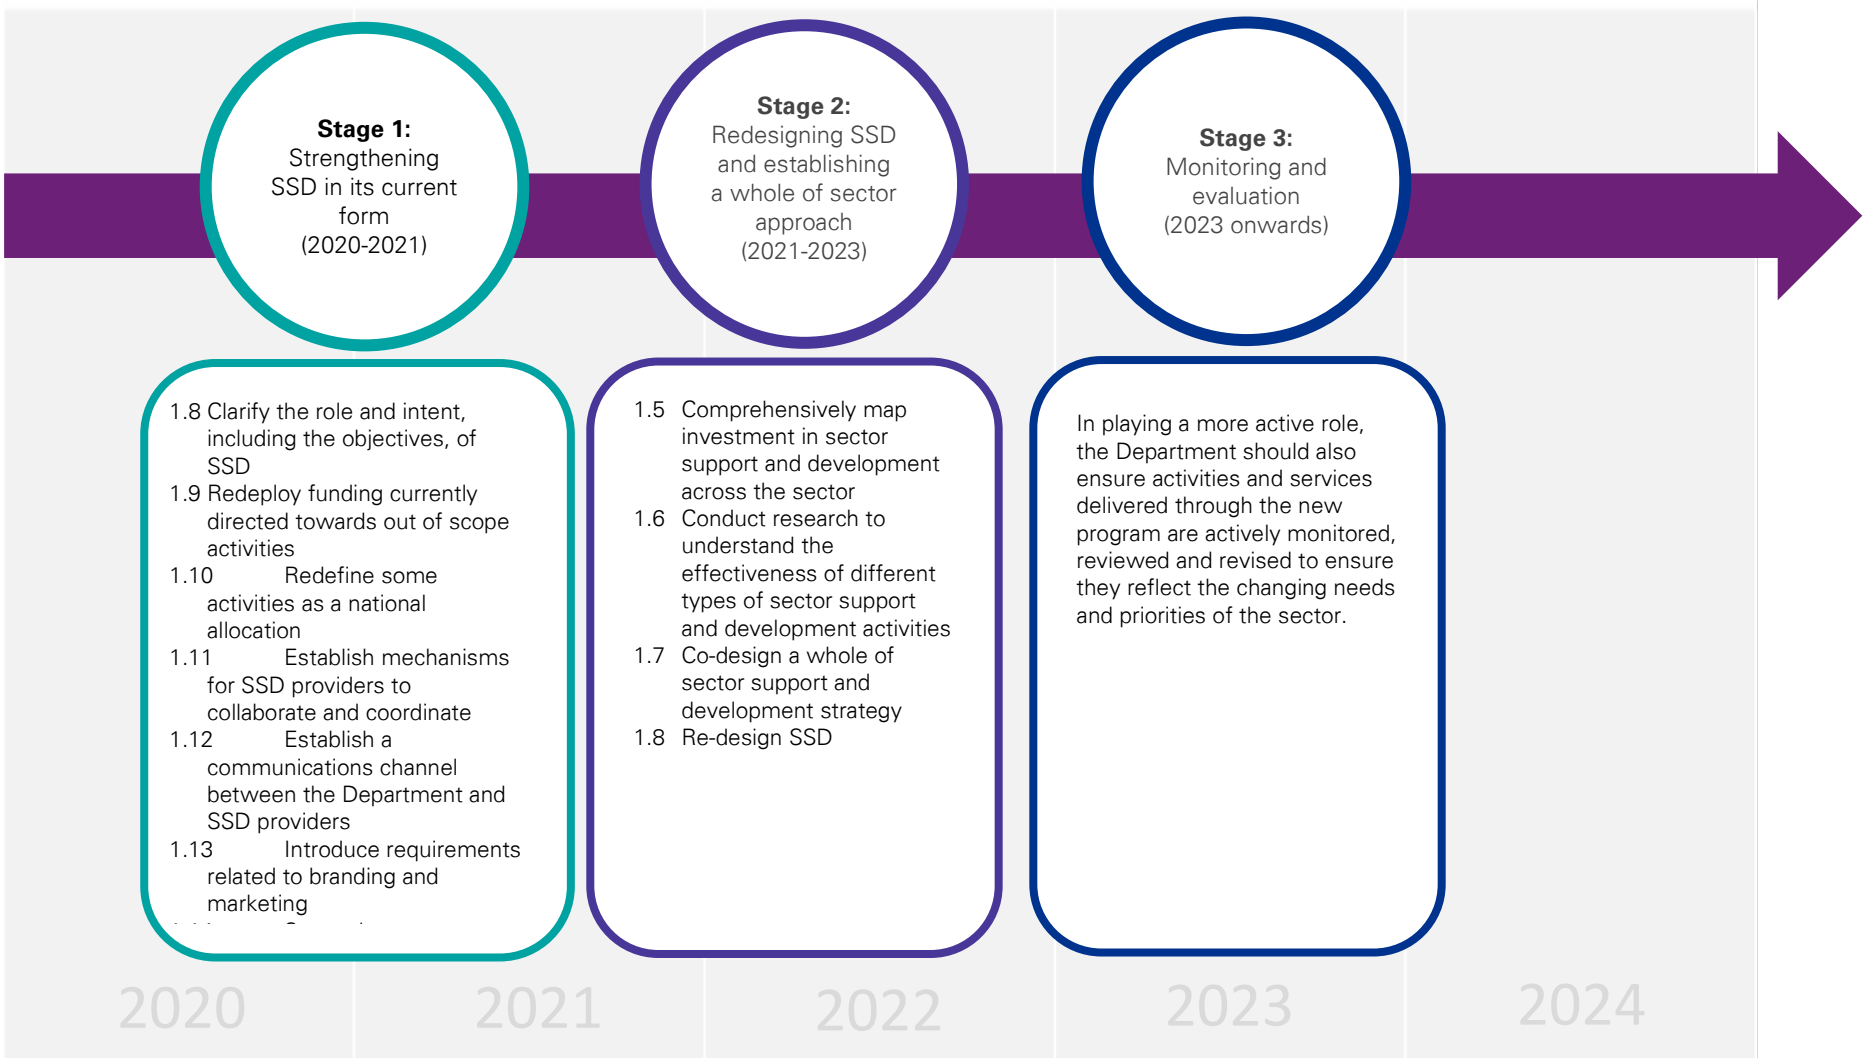 Stage 1:
Strengthening
SSD in its current
form
(2020-2021)
Stage 2:
Redesigning SSD
and establishing
a whole of sector
approach
(2021-2023)
Stage 3:
Monitoring and
evaluation
(2023 onwards)
1.8 Clarify the role and intent,
including the objectives, of
SSD
1.9 Redeploy funding currently
directed towards out of scope
activities
1.10 Redefine some
activities as a national
allocation
1.11 Establish mechanisms
for SSD providers to
collaborate and coordinate
1.12 Establish a
communications channel
between the Department and
SSD providers
1.13 Introduce requirements
related to branding and
marketing
1.5 Comprehensively map
investment in sector
support and development
across the sector
1.6 Conduct research to
understand the
effectiveness of different
types of sector support
and development activities
1.7 Co-design a whole of
sector support and
development strategy
1.8 Re-design SSD
In playing a more active role,
the Department should also
ensure activities and services
delivered through the new
program are actively monitored,
reviewed and revised to ensure
they reflect the changing needs
and priorities of the sector.
2020
2021
2022
2023
2024